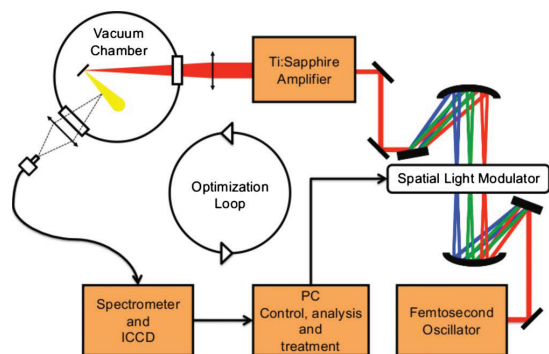 Vacuum
Chamber
Ti:Sapphire
Amplifier
Spatial Light Modulator
Optimization
Loop
Spectrometer
and
ICCD
PC
Control, analysis
and
treatment
Femtosecond
Oscillator